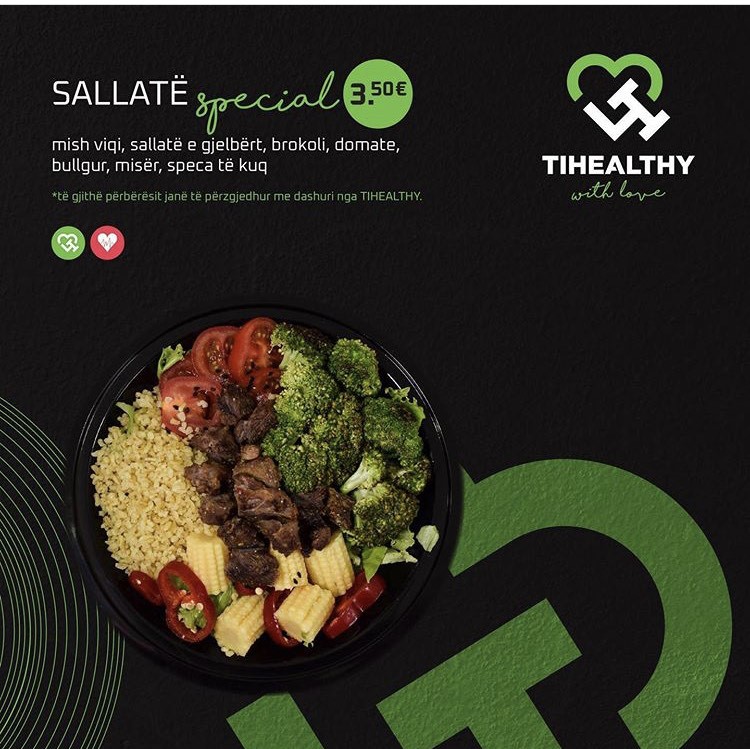 SALLATË special 3.50€
mish viqi, sallatë e gjelbërt, brokoli, domate,
bullgur, misër, speca të kuq
*të gjithë përbërësit janë të përzgjedhur me dashuri nga TIHEALTHY.
TIHEALTHY
with love